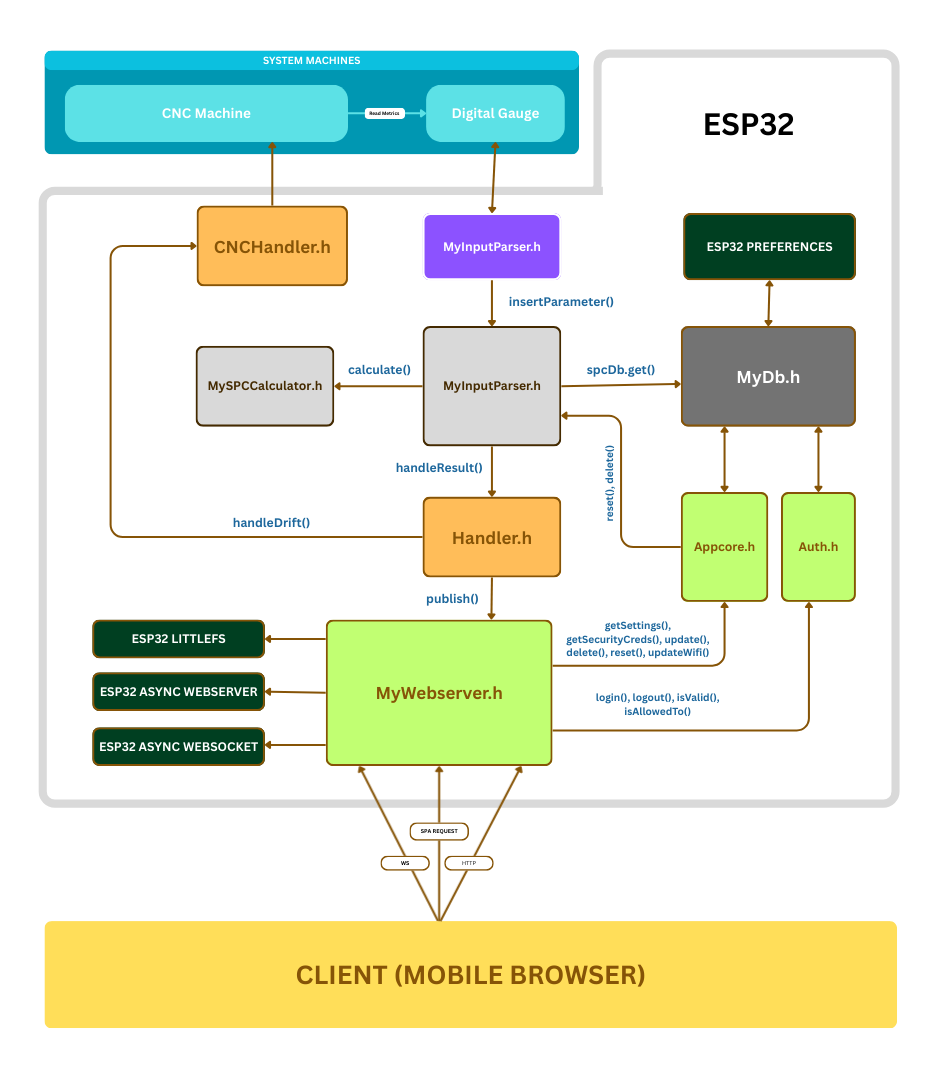 SYSTEM MACHINES
CNC Machine
Read Metrics
Digital Gauge
ESP32
CNCHandler.h
MyInputParser.h
ESP32 PREFERENCES
insertParameter()
MySPCCalculator.h
calculate()
MyInputParser.h
spcDb.get()
MyDb.h
handleResult()
reset(), delete()
handleDrift()
Handler.h
Appcore.h
Auth.h
publish()
ESP32 LITTLEFS
ESP32 ASYNC WEBSERVER
ESP32 ASYNC WEBSOCKET
MyWebserver.h
getSettings(),
getSecurityCreds(), update(),
delete(), reset(), updateWifi()
login(), logout(), isValid(),
isAllowedTo()
SPA REQUEST
WS
HTTP
CLIENT (MOBILE BROWSER)